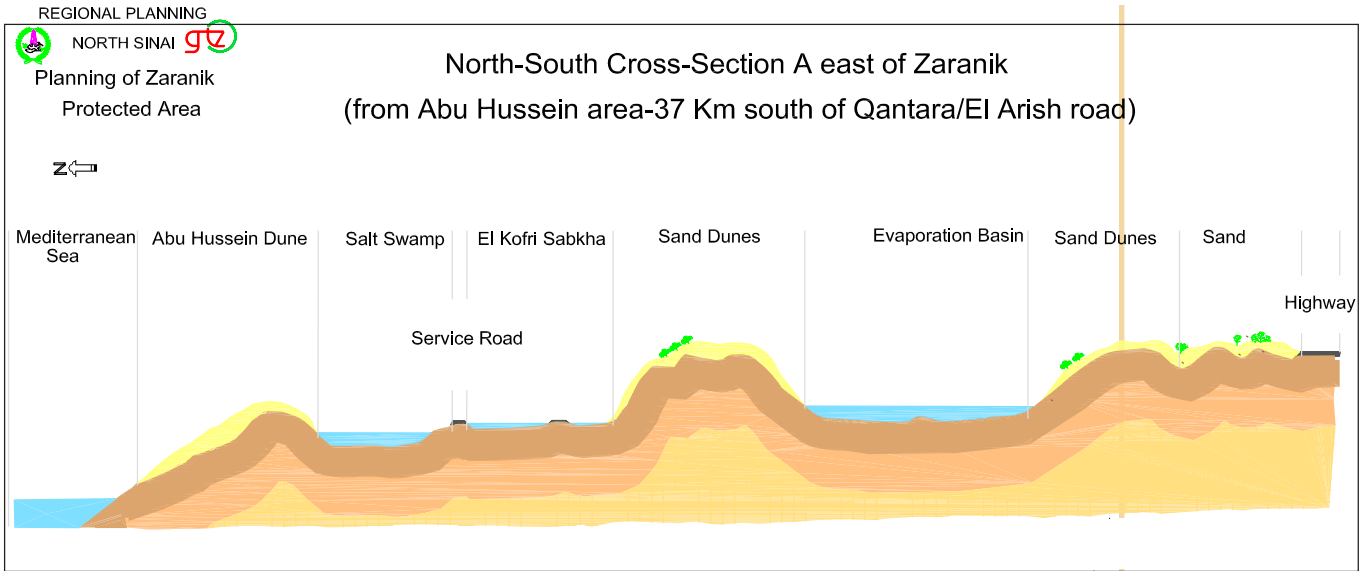 REGIONAL PLANNING
NORTH SINAI gtz
Planning of Zaranik
Protected Area
North-South Cross-Section A east of Zaranik
(from Abu Hussein area-37 Km south of Qantara/El Arish road)
N
Mediterranean
Sea
Abu Hussein Dune
Salt Swamp
El Kofri Sabkha
Sand Dunes
Evaporation Basin
Sand Dunes
Sand
Highway
Service Road